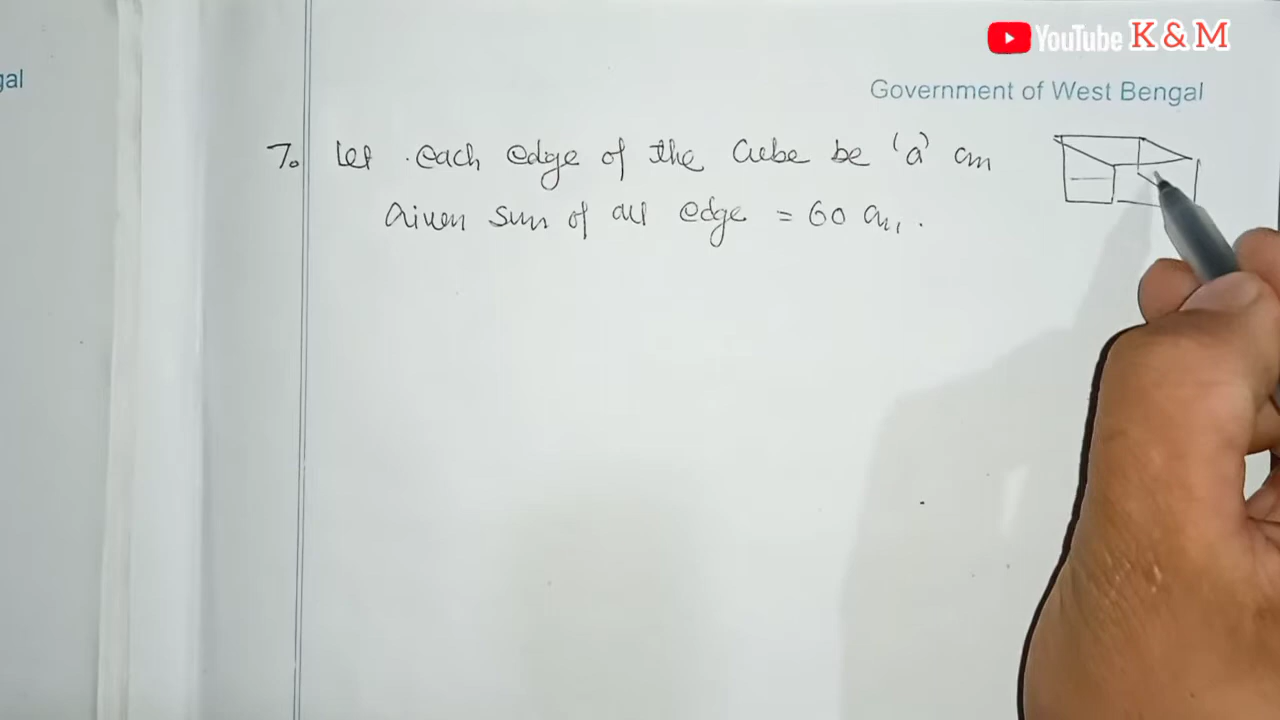 YouTube K & M
gal
Government of West Bengal
7. Let each edge of the Cube be 'a' cm
Given sum of all edge = 60 cm.